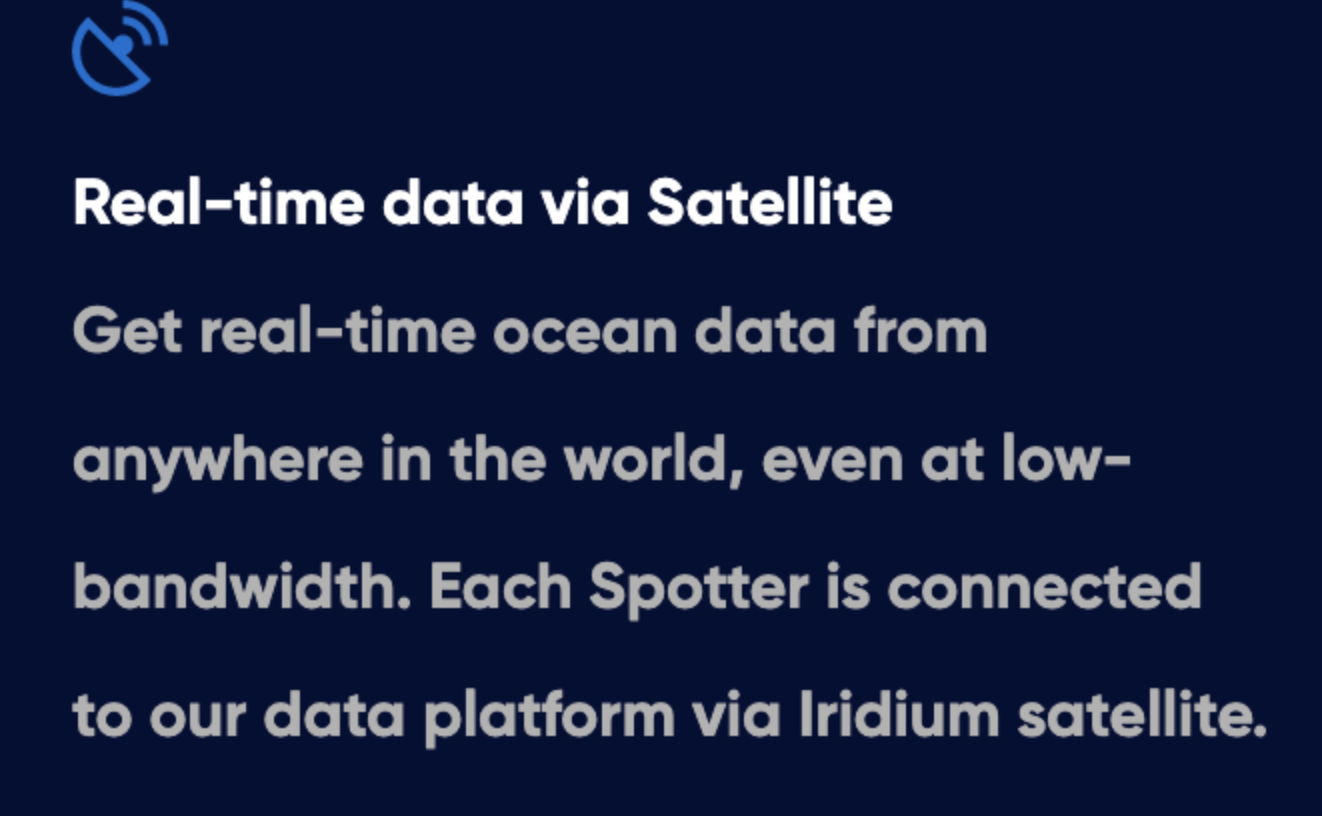 Real-time data via Satellite
Get real-time ocean data from
anywhere in the world, even at low-
bandwidth. Each Spotter is connected
to our data platform via Iridium satellite.